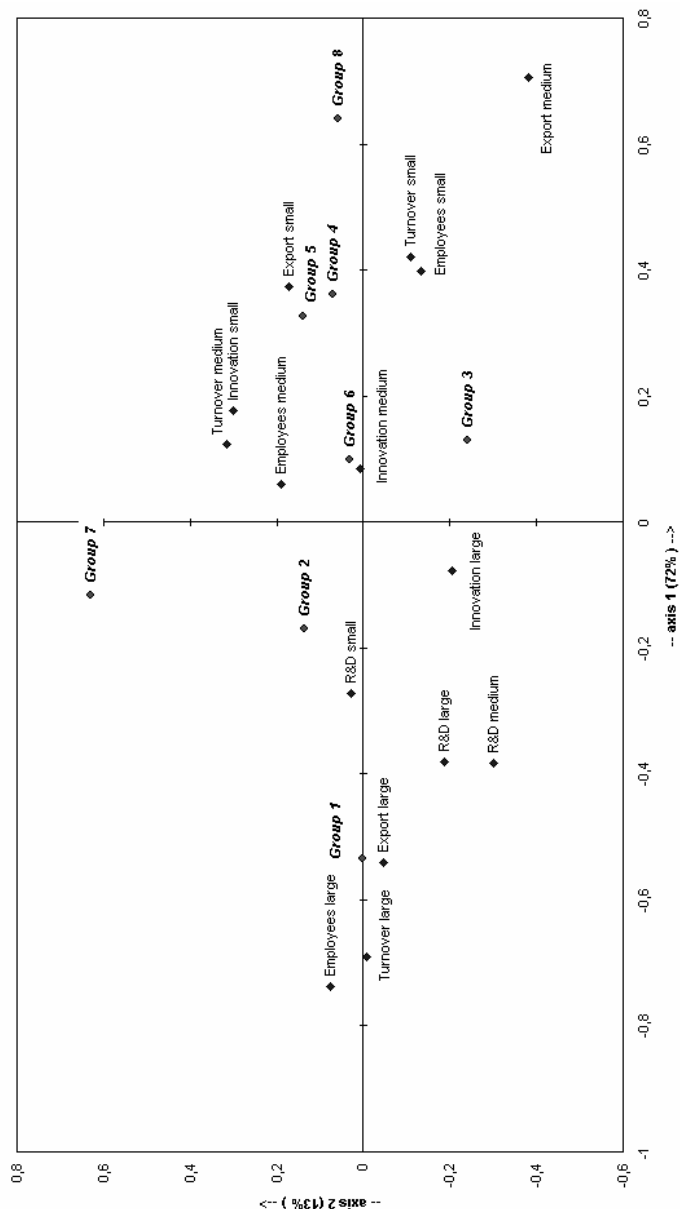 0,8
0,6
0,4
0,2
0
-0,2
-0,4
-0,6
-- axis 2 (13% ) -->
Group 7
Turnover medium
Innovation small
Employees medium
Export small
Group 5
Group 4
Group 8
Group 2
R&D small
Group 6
Innovation medium
Employees large
Group 1
Turnover large
Export large
Turnover small
Employees small
R&D large
R&D medium
Innovation large
Group 3
Export medium
-1
-0,8
-0,6
-0,4
-0,2
0
0,2
0,4
0,6
0,8
-- axis 1 (72% ) -->